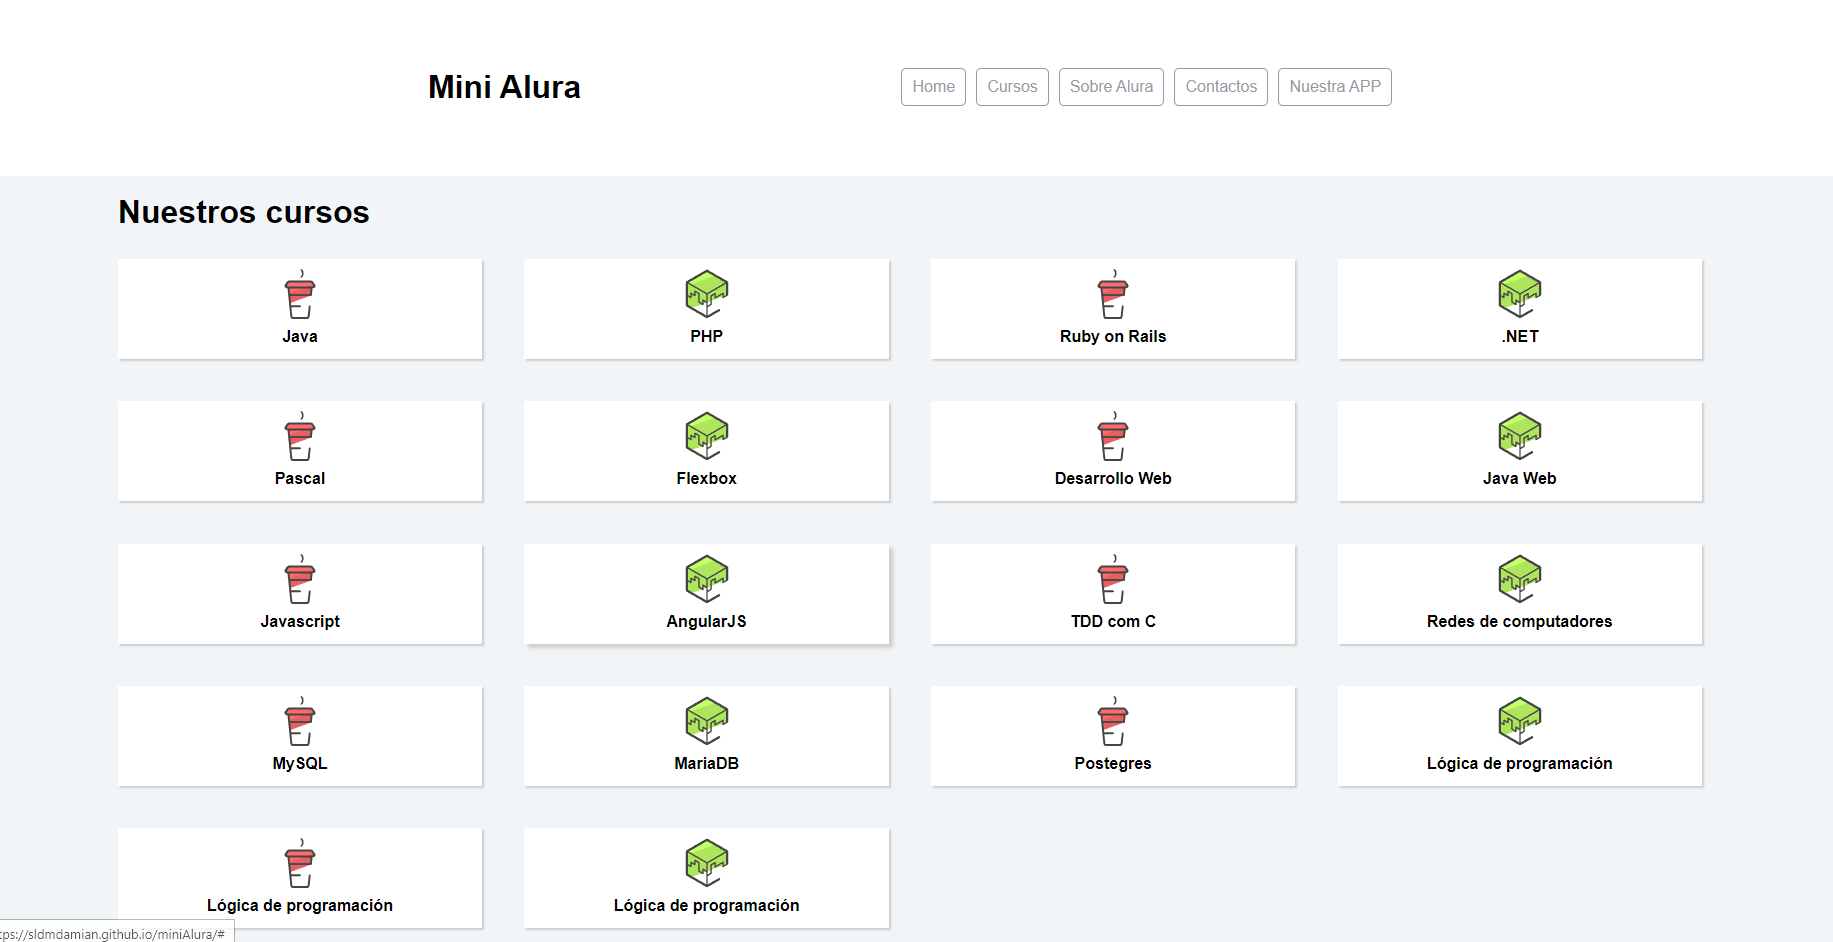 Mini Alura
Home Cursos Sobre Alura Contactos Nuestra APP
Nuestros cursos
Java PHP Ruby on Rails .NET
Pascal Flexbox Desarrollo Web Java Web
Javascript AngularJS TDD com C Redes de computadores
MySQL MariaDB Postegres Lógica de programación
Lógica de programación Lógica de programación
tps://sldmdamian.github.io/miniAlura/#